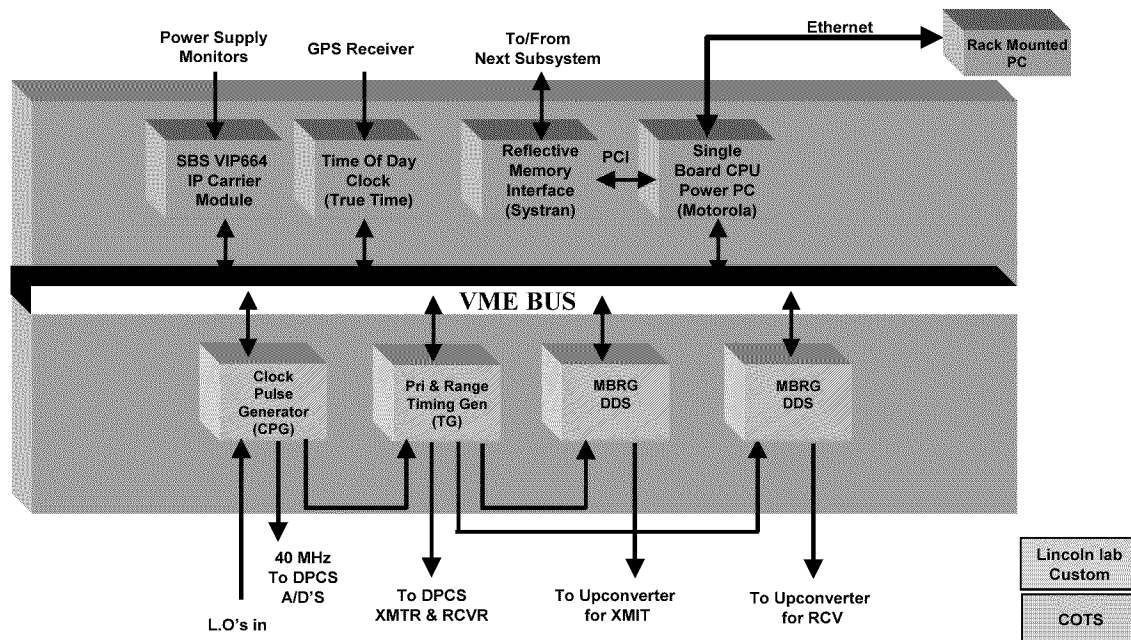 Ethernet
Rack Mounted
PC
Power Supply
Monitors
GPS Receiver
To/From
Next Subsystem
SBS VIP664
IP Carrier
Module
Time Of Day
Clock
(True Time)
Reflective
Memory
Interface
(Systran)
PCI
Single
Board CPU
Power PC
(Motorola)
VME BUS
Clock
Pulse
Generator
(CPG)
Pri & Range
Timing Gen
(TG)
MBRG
DDS
MBRG
DDS
40 MHz
To DPCS
A/D'S
L.O's in
To DPCS
XMTR & RCVR
To Upconverter
for XMIT
To Upconverter
for RCV
Lincoln lab
Custom
COTS